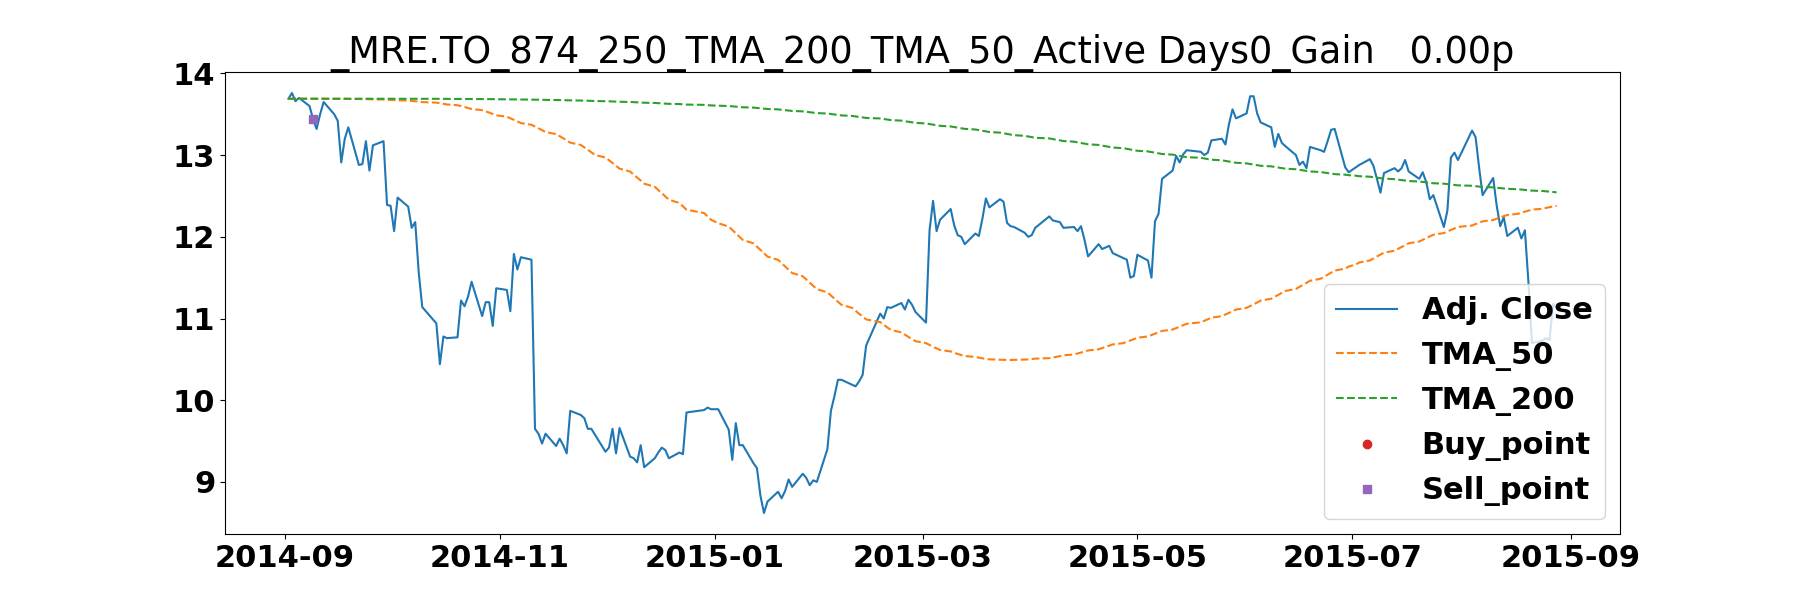 _MRE.TO_874_250_TMA_200_TMA_50_Active Days0_Gain   0.00p
14
13
12
11
10
9
Adj. Close
TMA_50
TMA_200
Buy_point
Sell_point
2014-09 2014-11 2015-01 2015-03 2015-05 2015-07 2015-09